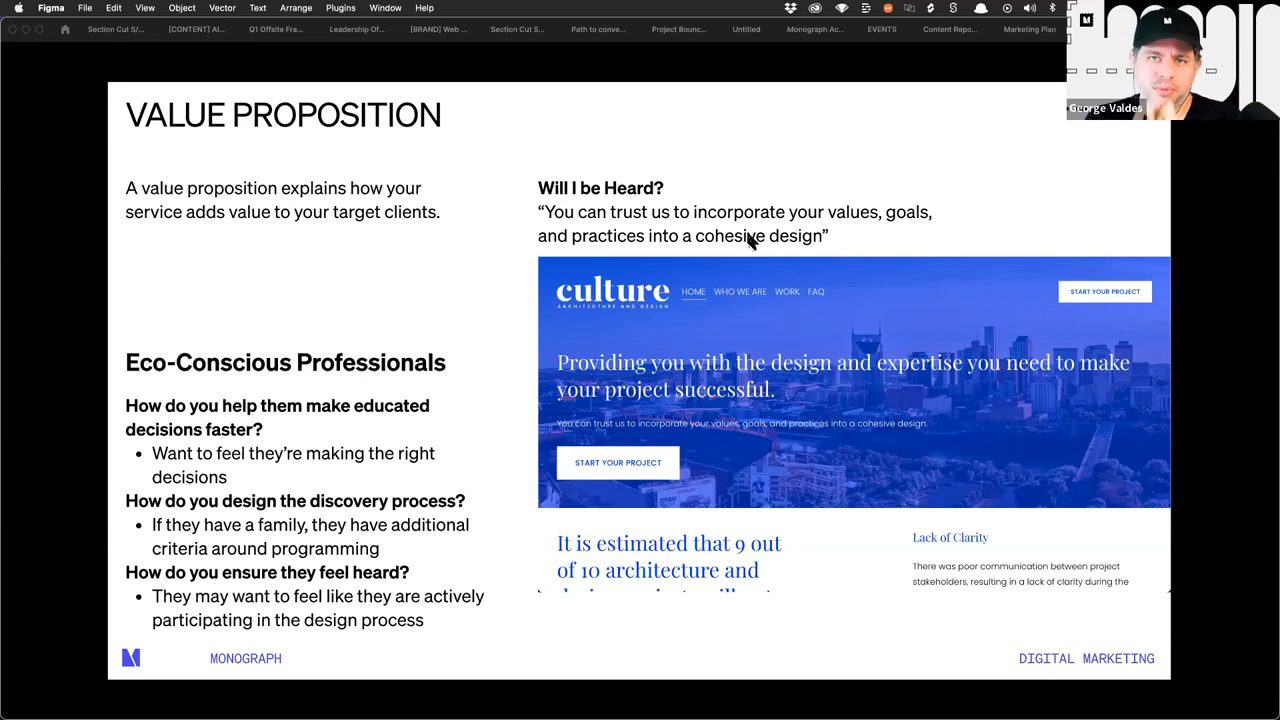 Figma File Edit View Object Vector Text Arrange Plugins Window Help
Section Cut S/... [CONTENT] AI... Q1 Offsite Fra... Leadership Of... [BRAND] Web ... Section Cut S... Path to conve... Project Bounc... Untitled Monograph Ac... EVENTS Content Repo... Marketing Plan
George Valdes
VALUE PROPOSITION
A value proposition explains how your
service adds value to your target clients.
Eco-Conscious Professionals
How do you help them make educated
decisions faster?
• Want to feel they’re making the right
decisions
How do you design the discovery process?
• If they have a family, they have additional
criteria around programming
How do you ensure they feel heard?
• They may want to feel like they are actively
participating in the design process
Will I be Heard?
“You can trust us to incorporate your values, goals,
and practices into a cohesive design”
culture
ARCHITECTURE AND DESIGN
HOME WHO WE ARE WORK FAQ
START YOUR PROJECT
Providing you with the design and expertise you need to make
your project successful.
You can trust us to incorporate your values, goals, and practices into a cohesive design.
START YOUR PROJECT
It is estimated that 9 out
of 10 architecture and
Lack of Clarity
There was poor communication between project
stakeholders, resulting in a lack of clarity during the
MONOGRAPH
DIGITAL MARKETING